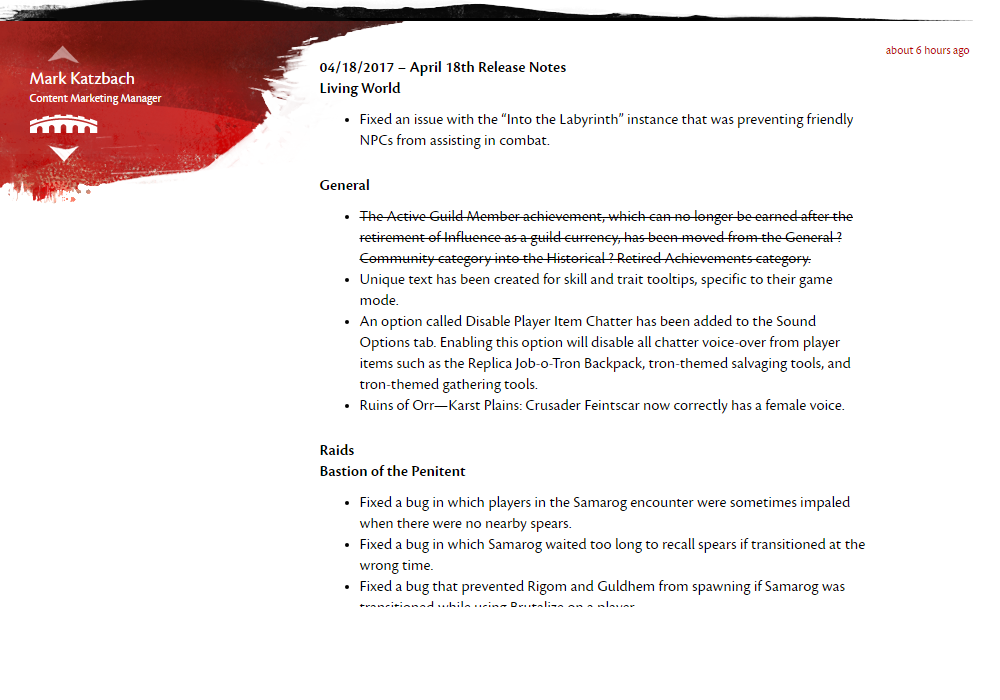 about 6 hours ago
Mark Katzbach
Content Marketing Manager
04/18/2017 – April 18th Release Notes
Living World
• Fixed an issue with the “Into the Labyrinth” instance that was preventing friendly
NPCs from assisting in combat.
General
• The Active Guild Member achievement, which can no longer be earned after the
retirement of Influence as a guild currency, has been moved from the General ?
Community category into the Historical ? Retired Achievements category.
• Unique text has been created for skill and trait tooltips, specific to their game
mode.
• An option called Disable Player Item Chatter has been added to the Sound
Options tab. Enabling this option will disable all chatter voice-over from player
items such as the Replica Job-o-Tron Backpack, tron-themed salvaging tools, and
tron-themed gathering tools.
• Ruins of Orr—Karst Plains: Crusader Feintscar now correctly has a female voice.
Raids
Bastion of the Penitent
• Fixed a bug in which players in the Samarog encounter were sometimes impaled
when there were no nearby spears.
• Fixed a bug in which Samarog waited too long to recall spears if transitioned at the
wrong time.
• Fixed a bug that prevented Rigom and Guldhem from spawning if Samarog was
transitioned while using Brutalize on a player.